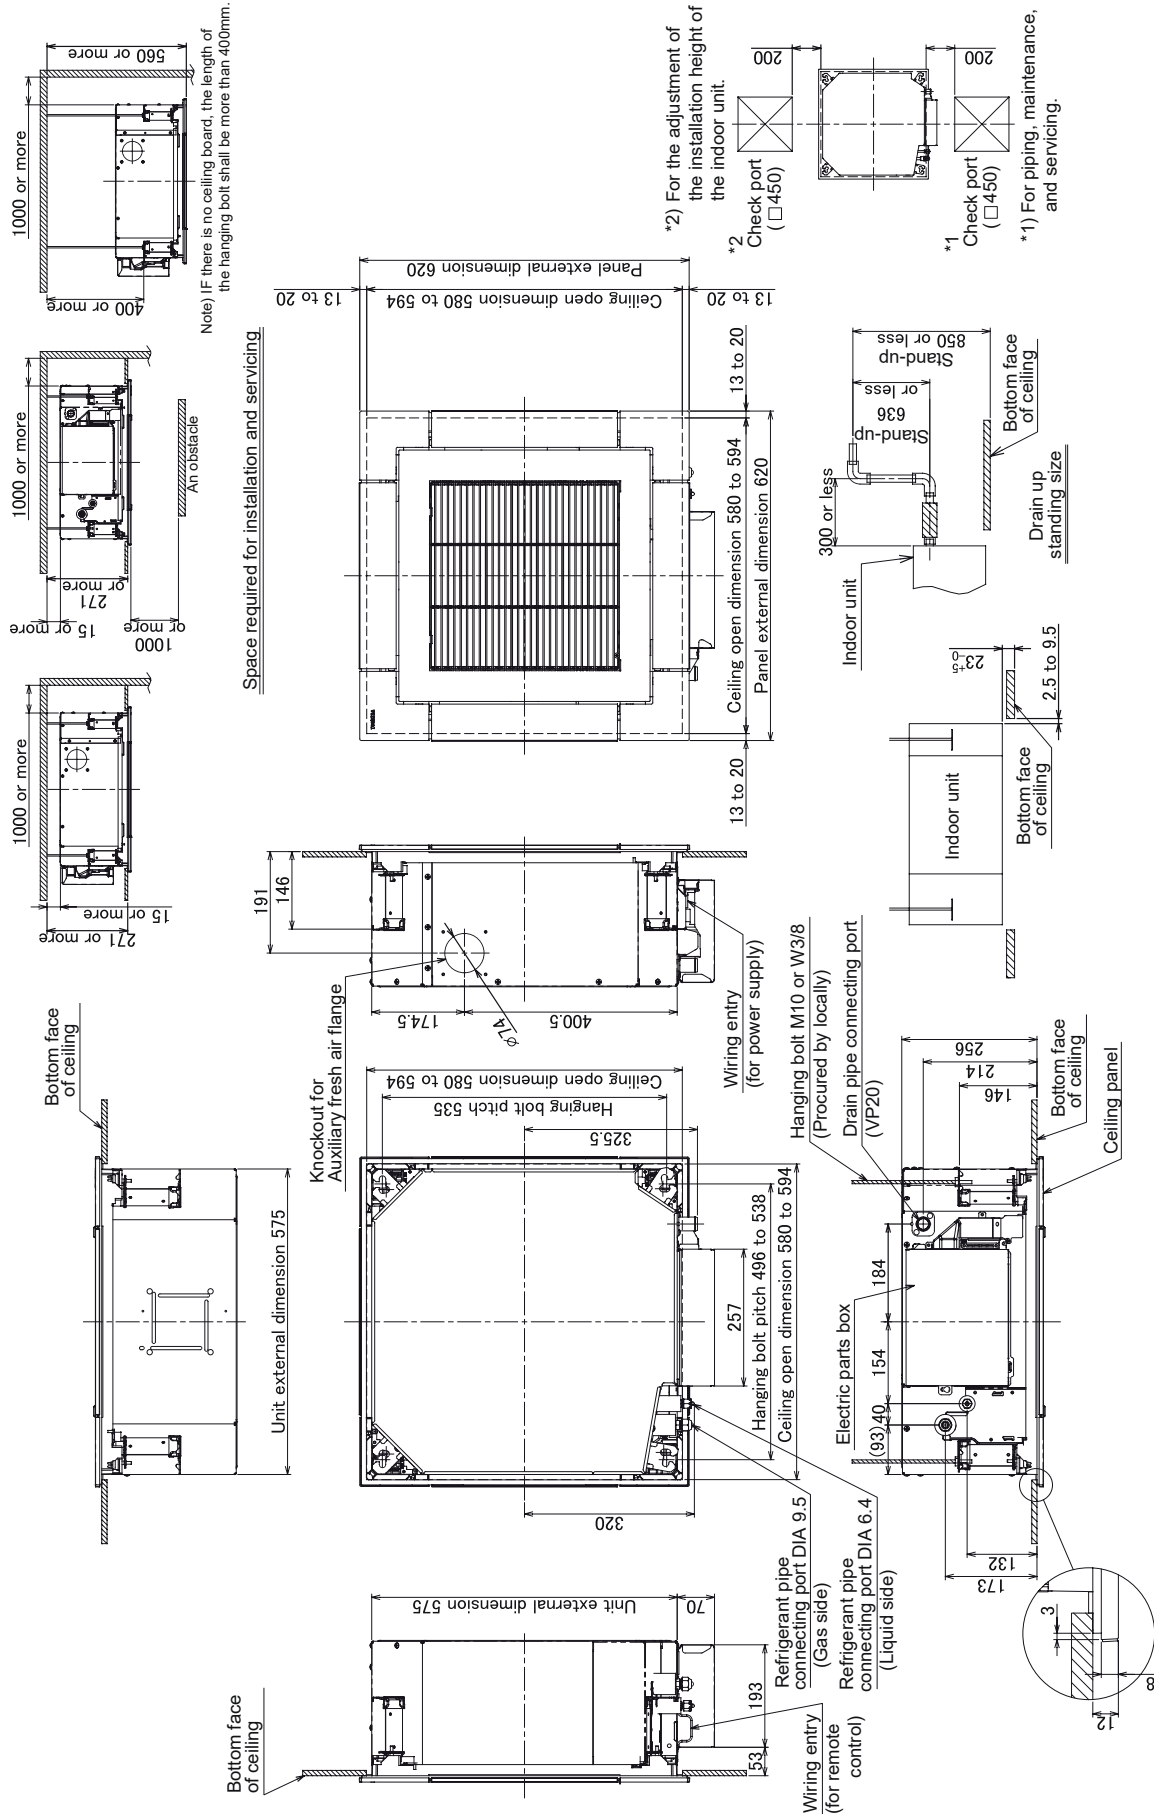 Bottom face
of ceiling
Unit external dimension 575
Bottom face
of ceiling
Unit external dimension 575
70
53
193
Wiring entry
(for remote
control)
Refrigerant pipe
connecting port DIA 9.5
(Gas side)
Refrigerant pipe
connecting port DIA 6.4
(Liquid side)
320
257
Hanging bolt pitch 496 to 538
Ceiling open dimension 580 to 594
Ceiling open dimension 580 to 594
Hanging bolt pitch 535
325.5
Knockout for
Auxiliary fresh air flange
191
146
174.5
400.5
ø74
Wiring entry
(for power supply)
Hanging bolt M10 or W3/8
(Procured by locally)
Drain pipe connecting port
(VP20)
Electric parts box
(93)
40
154
184
256
214
146
132
173
Bottom face
of ceiling
Ceiling panel
3
12
8
Space required for installation and servicing
1000 or more
15 or more
271 or more
1000 or more
15 or more
271
or more
1000
or more
An obstacle
1000 or more
400 or more
560 or more
Note) IF there is no ceiling board, the length of
the hanging bolt shall be more than 400mm.
13 to 20
Ceiling open dimension 580 to 594
Panel external dimension 620
13 to 20
13 to 20
Ceiling open dimension 580 to 594
Panel external dimension 620
13 to 20
TOSHIBA
Indoor unit
Bottom face
of ceiling
23 +5 -0
2.5 to 9.5
Indoor unit
300 or less
Stand-up
636
or less
Stand-up
850 or less
Bottom face
of ceiling
Drain up
standing size
*2) For the adjustment of
the installation height of
the indoor unit.
*2
Check port
(□450)
200
200
*1
Check port
(□450)
*1) For piping, maintenance,
and servicing.